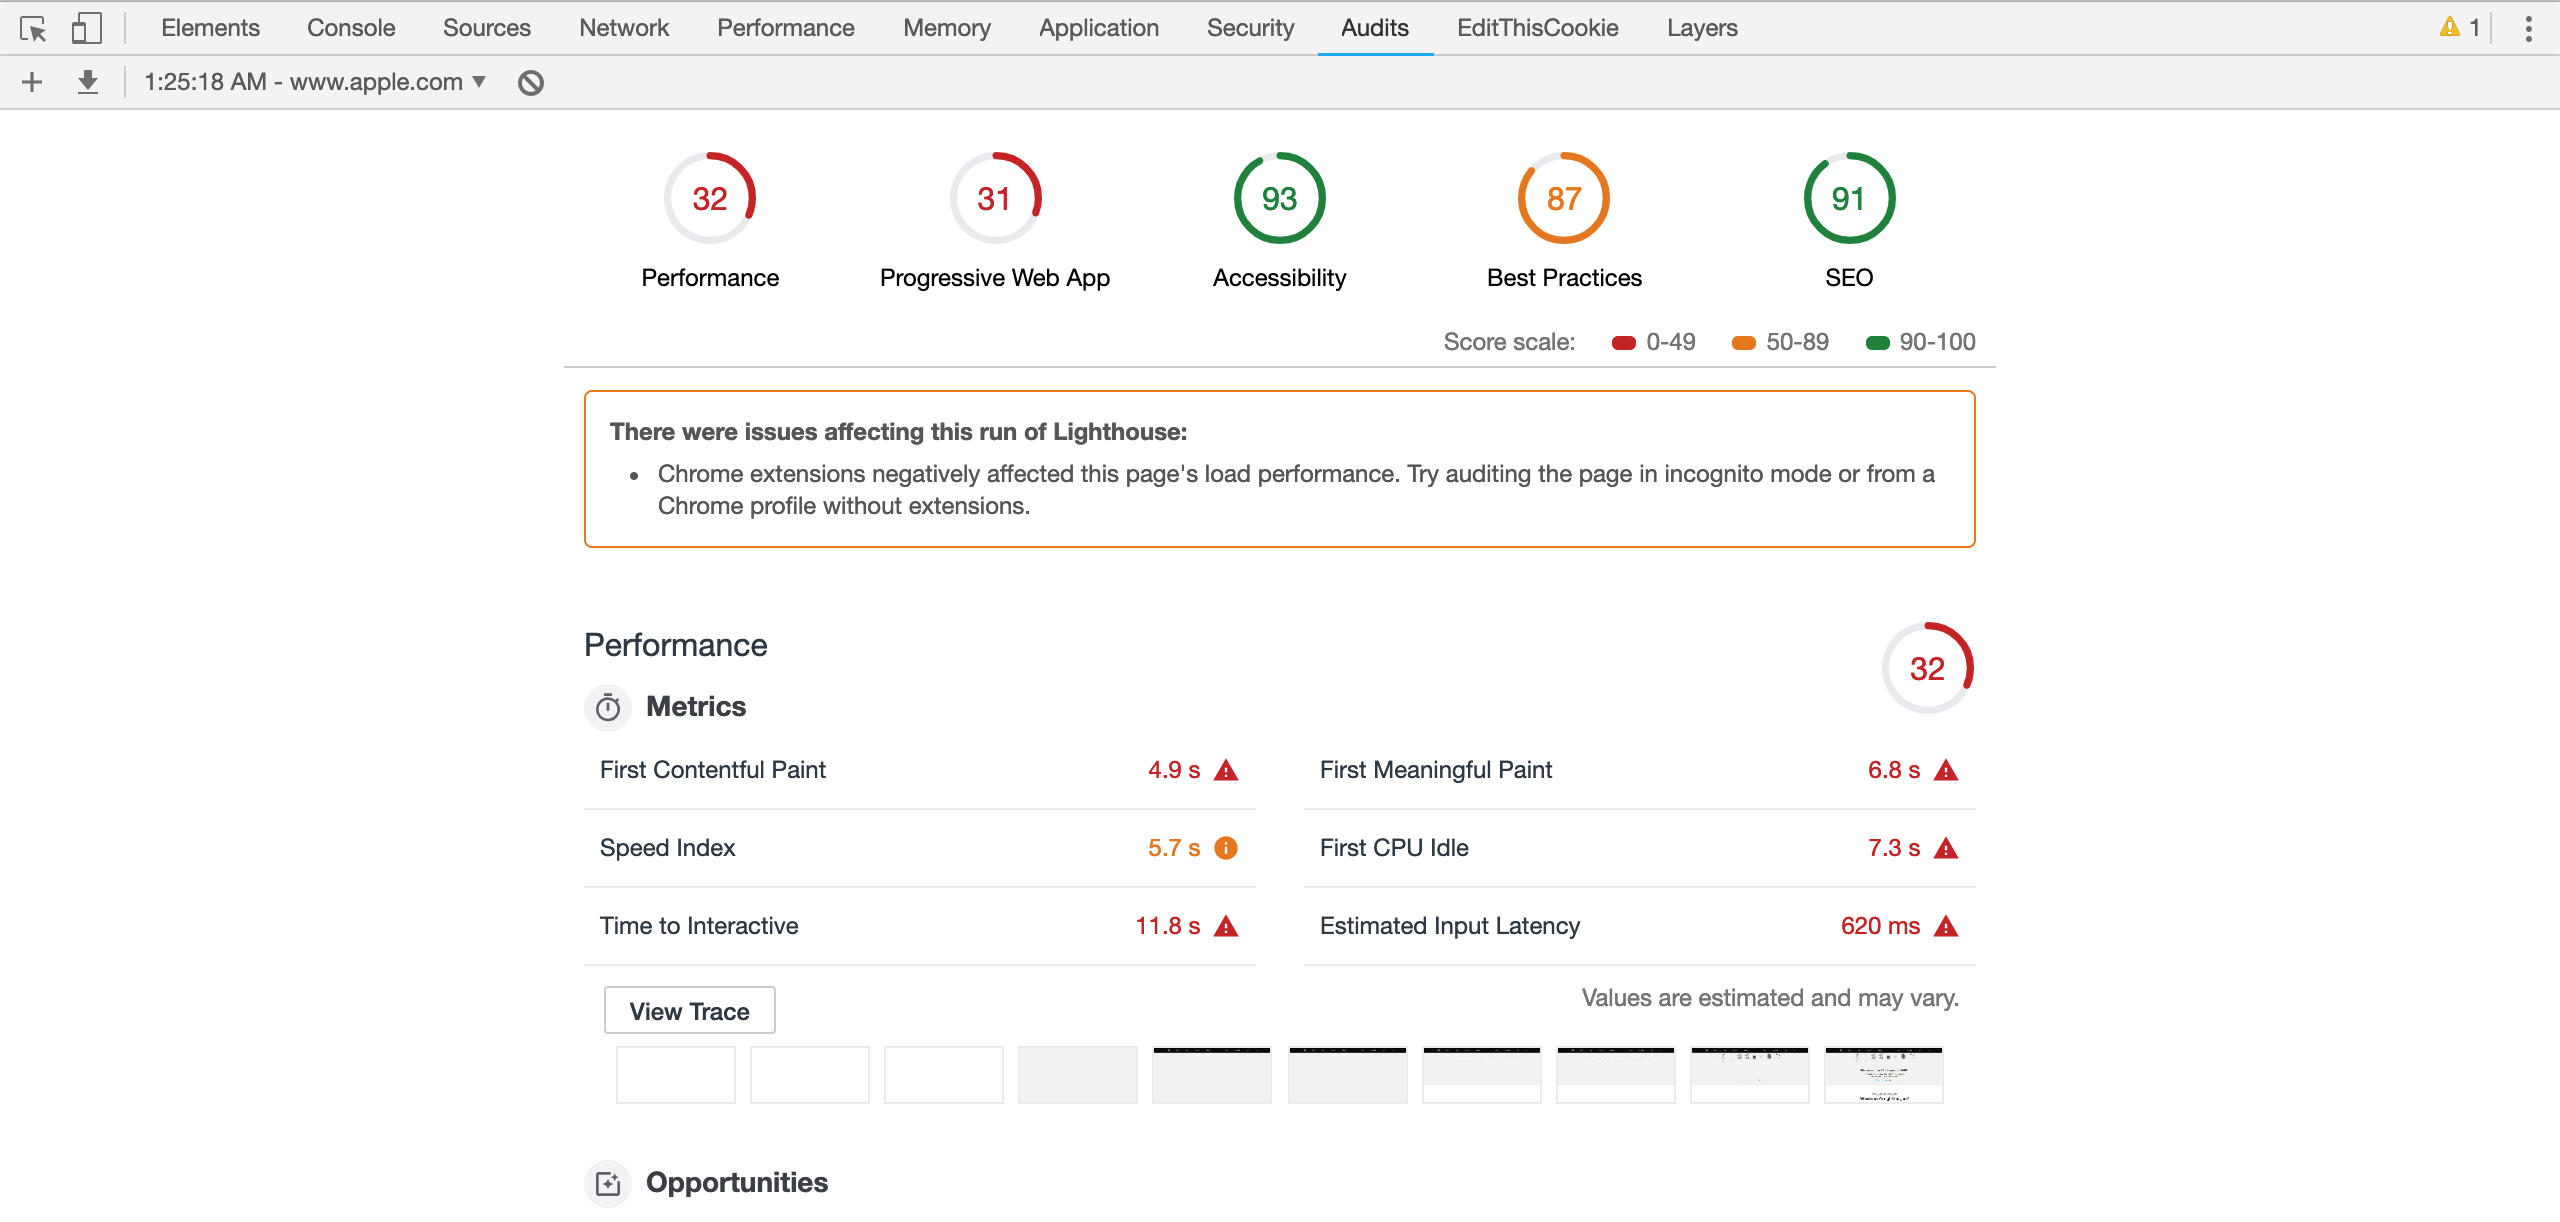 Elements Console Sources Network Performance Memory Application Security Audits EditThisCookie Layers 1
1:25:18 AM - www.apple.com
32 31 93 87 91
Performance Progressive Web App Accessibility Best Practices SEO
Score scale: 0-49 50-89 90-100
There were issues affecting this run of Lighthouse:
Chrome extensions negatively affected this page's load performance. Try auditing the page in incognito mode or from a
Chrome profile without extensions.
Performance
32
Metrics
First Contentful Paint 4.9 s First Meaningful Paint 6.8 s
Speed Index 5.7 s First CPU Idle 7.3 s
Time to Interactive 11.8 s Estimated Input Latency 620 ms
View Trace Values are estimated and may vary.
Opportunities